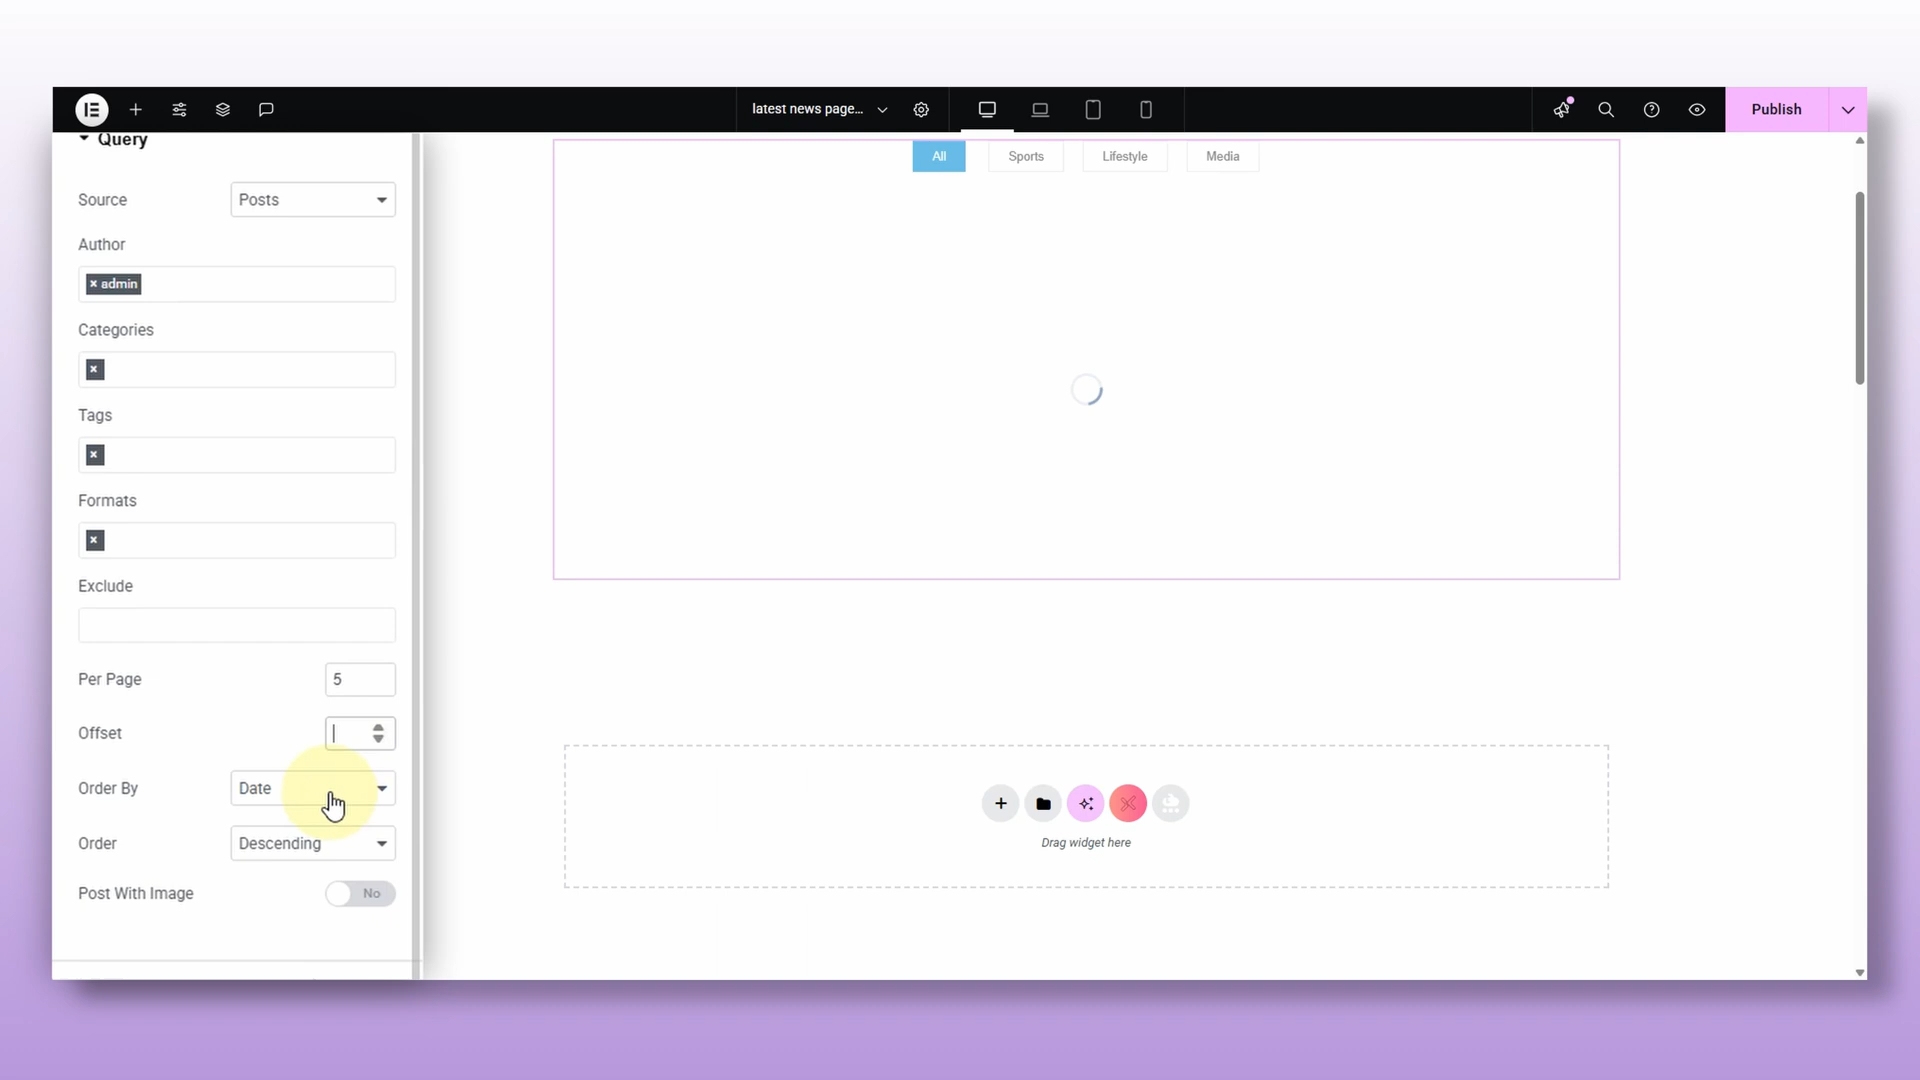 latest news page...
Publish
Query
Source
Posts
Author
× admin
Categories
×
Tags
×
Formats
×
Exclude
Per Page
5
Offset
Order By
Date
Order
Descending
Post With Image
No
All
Sports
Lifestyle
Media
Drag widget here